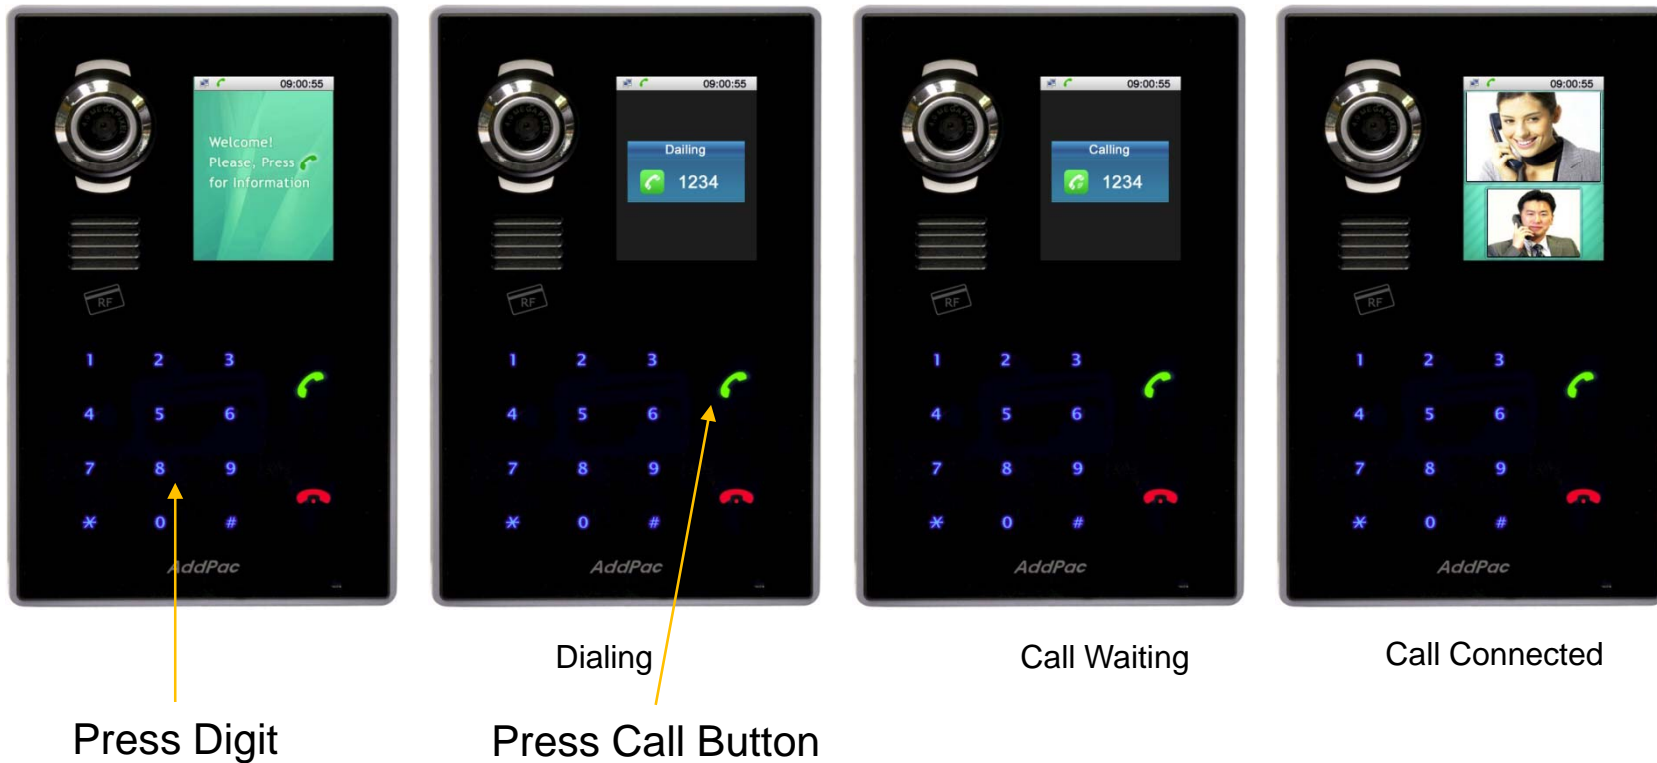 09:00:55
Welcome!
Please, Press
for Information
RF
1 2 3
4 5 6
7 8 9
* 0 #
AddPac
09:00:55
Dailing
1234
RF
1 2 3
4 5 6
7 8 9
* 0 #
AddPac
09:00:55
Calling
1234
RF
1 2 3
4 5 6
7 8 9
* 0 #
AddPac
09:00:55
RF
1 2 3
4 5 6
7 8 9
* 0 #
AddPac
Dialing
Call Waiting
Call Connected
Press Digit
Press Call Button